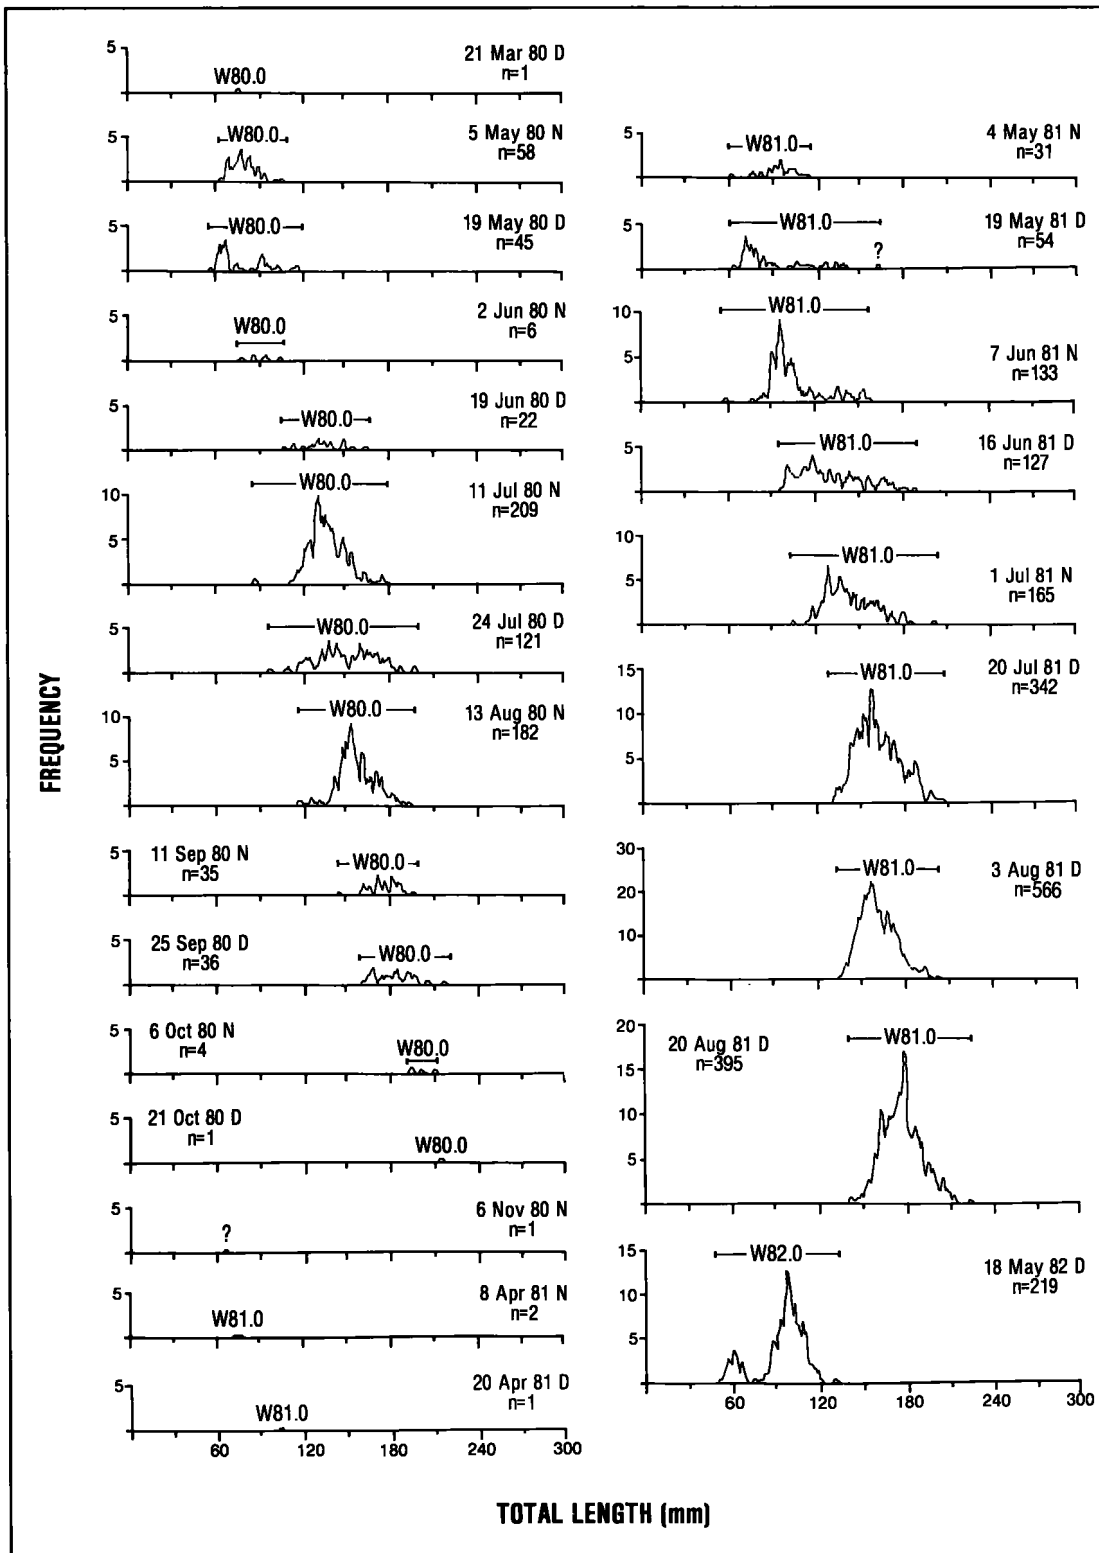 FREQUENCY
5
21 Mar 80 D
n=1
W80.0
5
5 May 80 N
n=58
W80.0
5
19 May 80 D
n=45
W80.0
5
2 Jun 80 N
n=6
W80.0
5
19 Jun 80 D
n=22
W80.0
10
5
11 Jul 80 N
n=209
W80.0
5
24 Jul 80 D
n=121
W80.0
10
5
13 Aug 80 N
n=182
W80.0
5
11 Sep 80 N
n=35
W80.0
5
25 Sep 80 D
n=36
W80.0
5
6 Oct 80 N
n=4
W80.0
5
21 Oct 80 D
n=1
W80.0
5
6 Nov 80 N
n=1
?
5
8 Apr 81 N
n=2
W81.0
5
20 Apr 81 D
n=1
W81.0
60 120 180 240 300
5
4 May 81 N
n=31
W81.0
5
19 May 81 D
n=54
W81.0
?
10
5
7 Jun 81 N
n=133
W81.0
5
16 Jun 81 D
n=127
W81.0
10
5
1 Jul 81 N
n=165
W81.0
15
10
5
20 Jul 81 D
n=342
W81.0
30
20
10
3 Aug 81 D
n=566
W81.0
20
15
10
5
20 Aug 81 D
n=395
W81.0
15
10
5
18 May 82 D
n=219
W82.0
60 120 180 240 300
TOTAL LENGTH (mm)